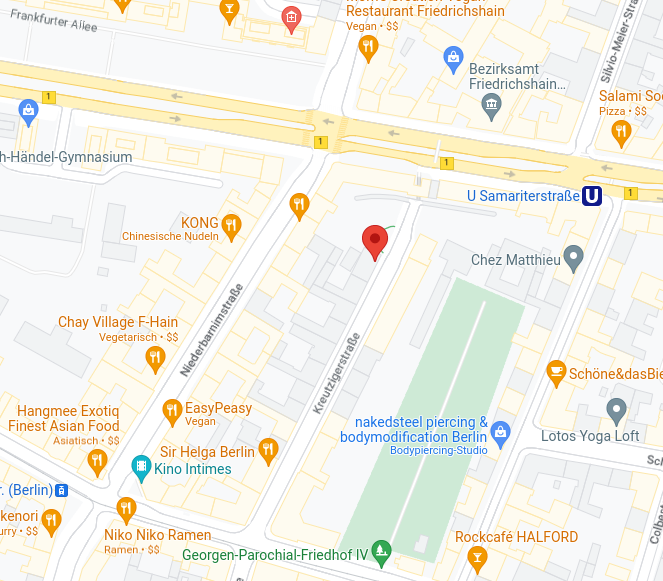 Restaurant Friedrichshain
Vegan • $$
Frankfurter Allee
Silvio-Meier-Stra
Bezirksamt
Friedrichshain...
Salami Soc
Pizza • $$
1
1
1
1
h-Händel-Gymnasium
U Samariterstraße
U
KONG
Chinesische Nudeln
Chez Matthieu
Niederbarnimstraße
Chay Village F-Hain
Vegetarisch • $$
Kreutzigerstraße
Schöne&dasBie
EasyPeasy
Vegan
Hangmee Exotiq
Finest Asian Food
Asiatisch • $$
nakedsteel piercing &
bodymodification Berlin
Bodypiercing-Studio
Lotos Yoga Loft
Sir Helga Berlin
Kino Intimes
Sch
r. (Berlin)
Colbe
kenori
urry • $$
Niko Niko Ramen
Ramen • $$
Rockcafé HALFORD
Georgen-Parochial-Friedhof IV